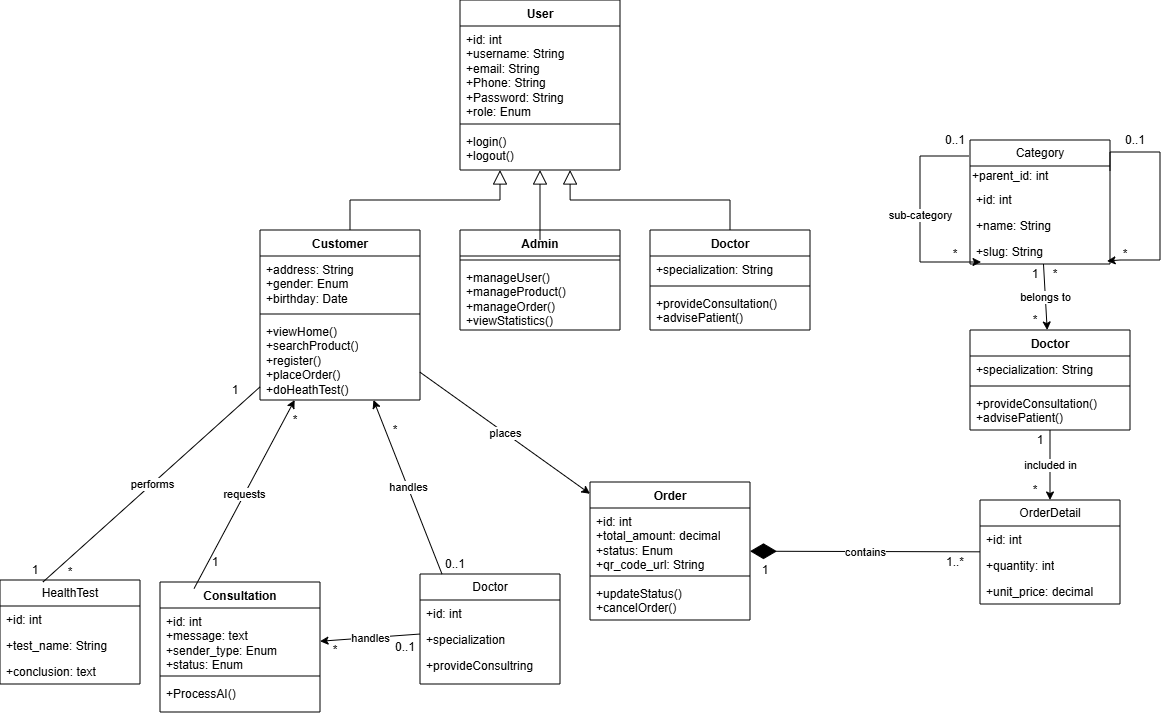 User
+id: int
+username: String
+email: String
+Phone: String
+Password: String
+role: Enum
+login()
+logout()
0..1
0..1
Category
+parent_id: int
+id: int
+name: String
+slug: String
sub-category
*
*
1
*
belongs to
*
Customer
+address: String
+gender: Enum
+birthday: Date
+viewHome()
+searchProduct()
+register()
+placeOrder()
+doHeathTest()
Admin
+manageUser()
+manageProduct()
+manageOrder()
+viewStatistics()
Doctor
+specialization: String
+provideConsultation()
+advisePatient()
Doctor
+specialization: String
+provideConsultation()
+advisePatient()
1
included in
*
1
performs
1
*
*
requests
1
*
handles
0..1
places
Order
+id: int
+total_amount: decimal
+status: Enum
+qr_code_url: String
+updateStatus()
+cancelOrder()
1
contains
1..*
OrderDetail
+id: int
+quantity: int
+unit_price: decimal
HealthTest
+id: int
+test_name: String
+conclusion: text
Consultation
+id: int
+message: text
+sender_type: Enum
+status: Enum
+ProcessAI()
*
handles
0..1
Doctor
+id: int
+specialization
+provideConsultring